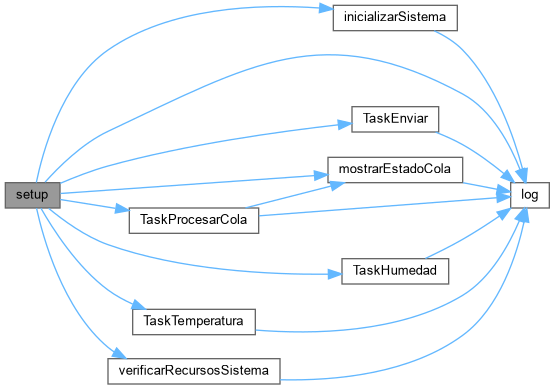 inicializarSistema
TaskEnviar
mostrarEstadoCola
setup
log
TaskProcesarCola
TaskHumedad
TaskTemperatura
verificarRecursosSistema